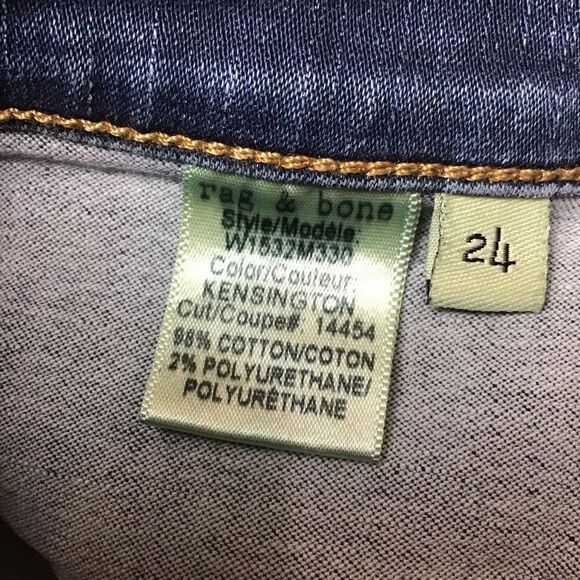 rag & bone
Style/Modèle:
W1532M330
Color/Couleur:
KENSINGTON
Cut/Coupe# 14454
98% COTTON/COTON
2% POLYURETHANE/
POLYURÉTHANE
24